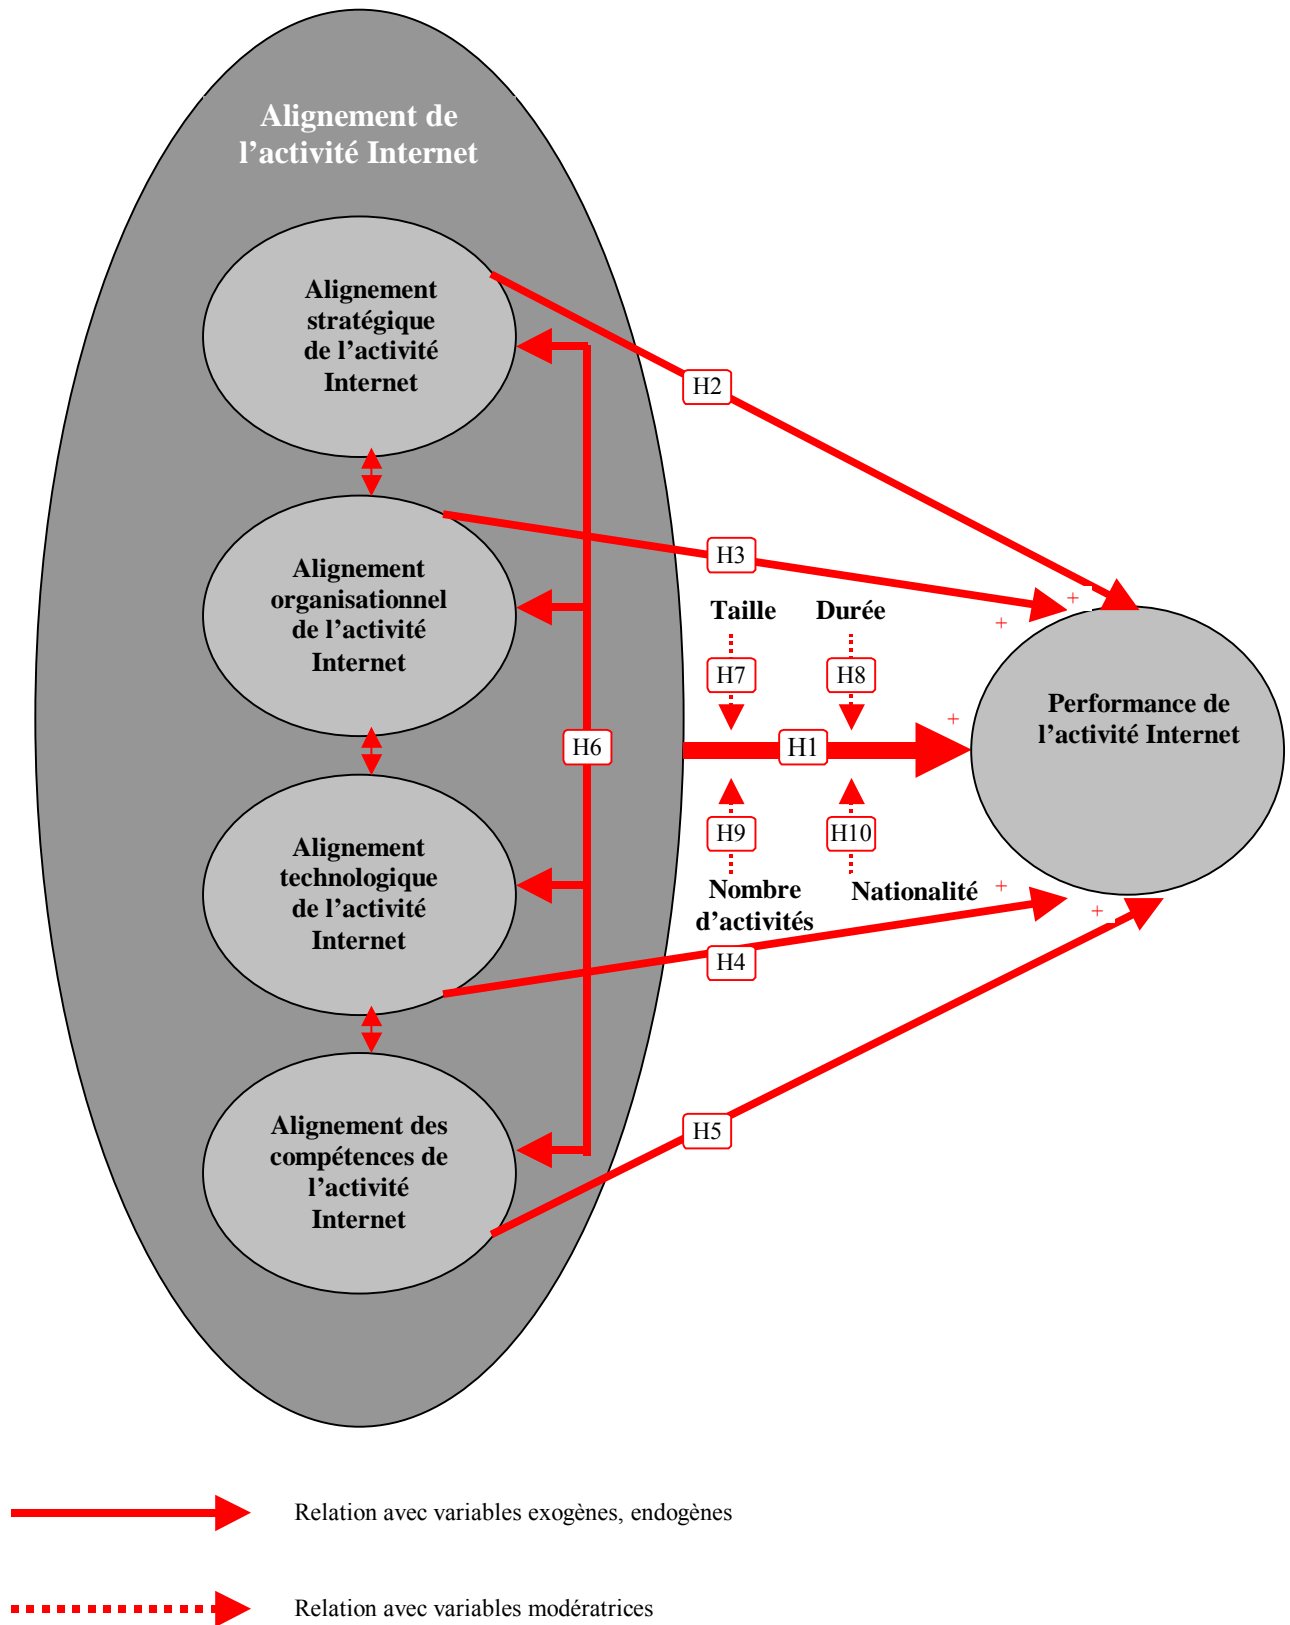 Alignement de
l’activité Internet
Alignement
stratégique
de l’activité
Internet
H2
Alignement
organisationnel
de l’activité
Internet
H3
+
+
Taille
Durée
H7
H8
+
Performance de
l’activité Internet
H6
H1
H9
H10
Nombre
d’activités
Nationalité
+
+
Alignement
technologique
de l’activité
Internet
H4
H5
Alignement des
compétences de
l’activité
Internet
Relation avec variables exogènes, endogènes
Relation avec variables modératrices